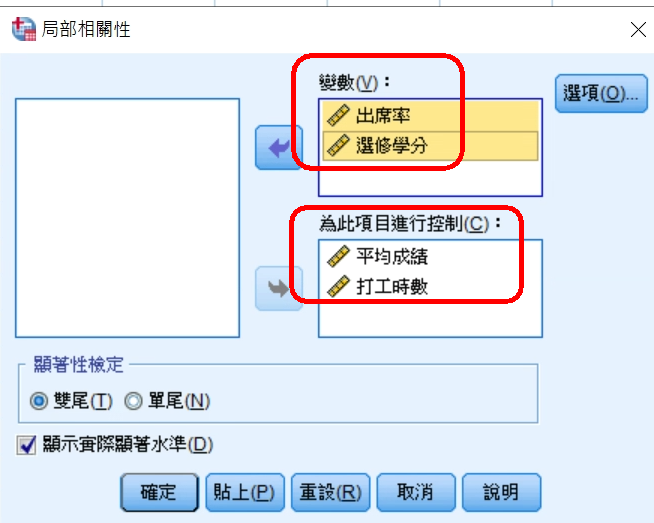 局部相關性
變數(V)：
選項(O)...
出席率
選修學分
為此項目進行控制(C)：
平均成績
打工時數
顯著性檢定
雙尾(T) 單尾(N)
顯示實際顯著水準(D)
確定 貼上(P) 重設(R) 取消 說明